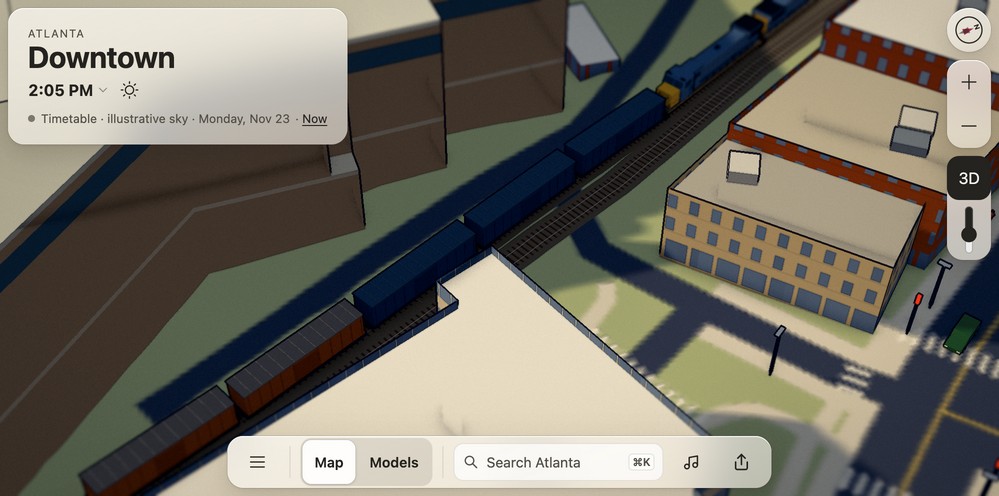 ATLANTA
Downtown
2:05 PM
Timetable · illustrative sky · Monday, Nov 23 · Now
N
+
−
3D
Map
Models
Search Atlanta
⌘K